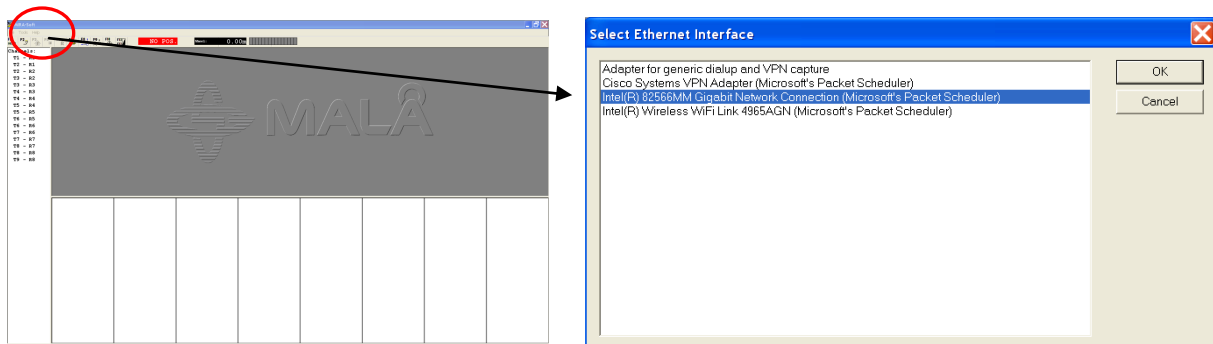 Tools Help
NO POS
0.00m
Channels:
T1 - R1
T2 - R1
T2 - R2
T3 - R2
T3 - R3
T4 - R3
T4 - R4
T5 - R4
T5 - R5
T6 - R5
T6 - R6
T7 - R6
T7 - R7
T8 - R7
T8 - R8
T9 - R8
MALÅ
Select Ethernet Interface
Adapter for generic dialup and VPN capture
Cisco Systems VPN Adapter (Microsoft's Packet Scheduler)
Intel(R) 82566MM Gigabit Network Connection (Microsoft's Packet Scheduler)
Intel(R) Wireless WiFi Link 4965AGN (Microsoft's Packet Scheduler)
OK
Cancel